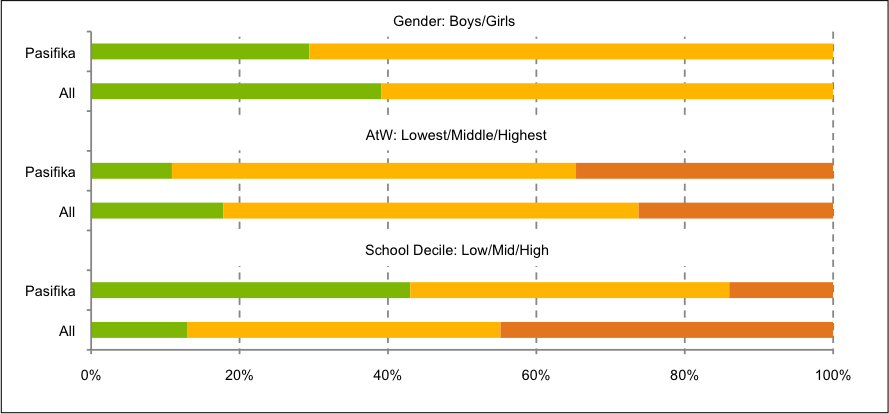 Gender: Boys/Girls
Pasifika
All
AtW: Lowest/Middle/Highest
Pasifika
All
School Decile: Low/Mid/High
Pasifika
All
0% 20% 40% 60% 80% 100%